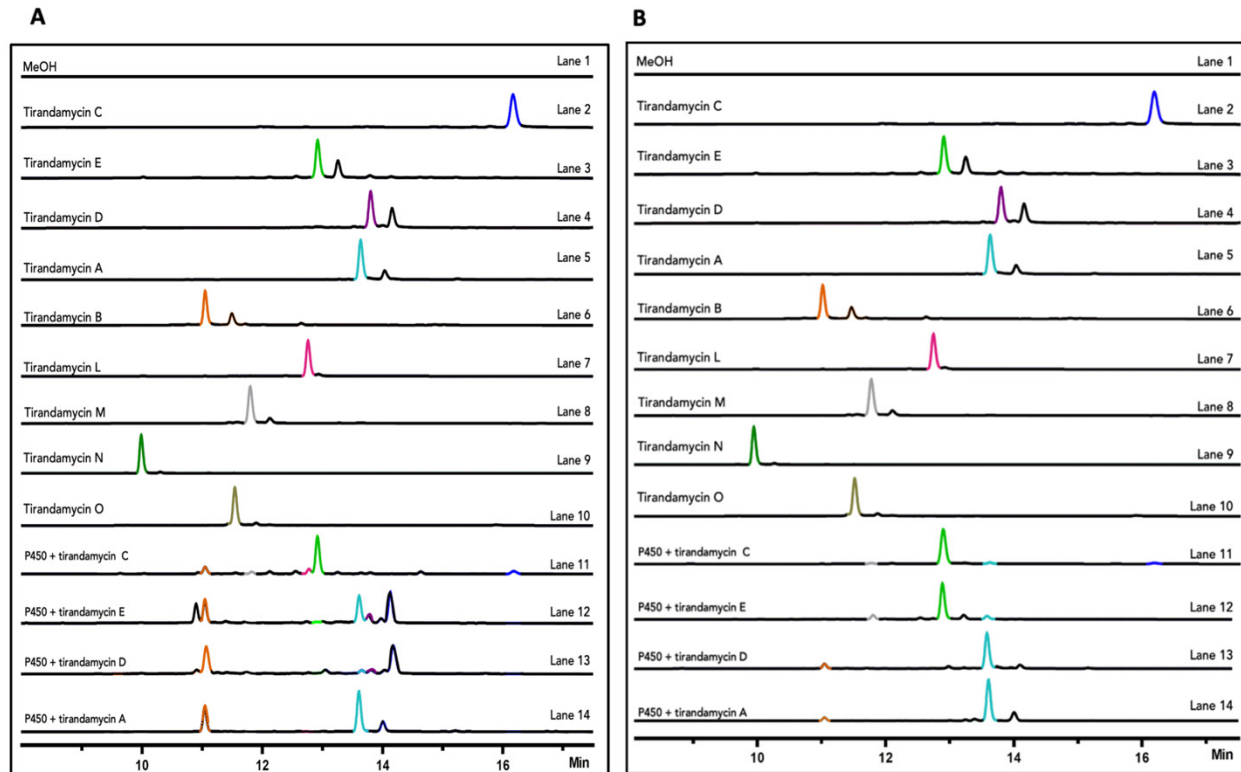 A
MeOH Lane 1
Tirandamycin C Lane 2
Tirandamycin E Lane 3
Tirandamycin D Lane 4
Tirandamycin A Lane 5
Tirandamycin B Lane 6
Tirandamycin L Lane 7
Tirandamycin M Lane 8
Tirandamycin N Lane 9
Tirandamycin O Lane 10
P450 + tirandamycin C Lane 11
P450 + tirandamycin E Lane 12
P450 + tirandamycin D Lane 13
P450 + tirandamycin A Lane 14
10 12 14 16 Min
B
MeOH Lane 1
Tirandamycin C Lane 2
Tirandamycin E Lane 3
Tirandamycin D Lane 4
Tirandamycin A Lane 5
Tirandamycin B Lane 6
Tirandamycin L Lane 7
Tirandamycin M Lane 8
Tirandamycin N Lane 9
Tirandamycin O Lane 10
P450 + tirandamycin C Lane 11
P450 + tirandamycin E Lane 12
P450 + tirandamycin D Lane 13
P450 + tirandamycin A Lane 14
10 12 14 16 Min